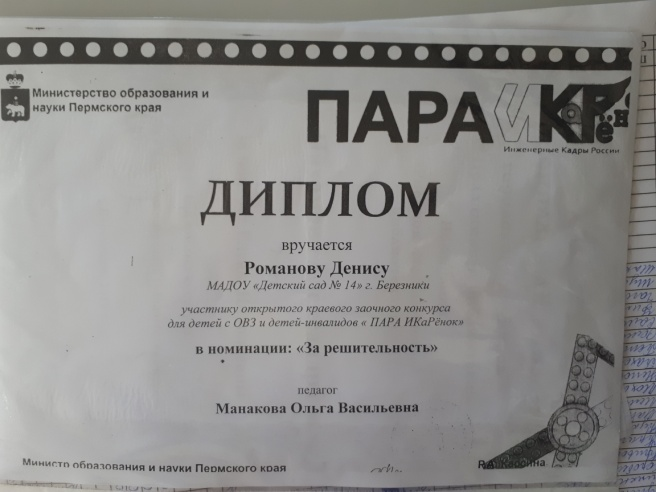 Министерство образования и
науки Пермского края
ПАРА ИКаРёнок
Инженерные Кадры России
ДИПЛОМ
вручается
Романову Денису
МАДОУ «Детский сад № 14» г. Березники
участнику открытого краевого заочного конкурса
для детей с ОВЗ и детей-инвалидов « ПАРА ИКаРёнок»
в номинации: «За решительность»
педагог
Манакова Ольга Васильевна
Министр образования и науки Пермского края